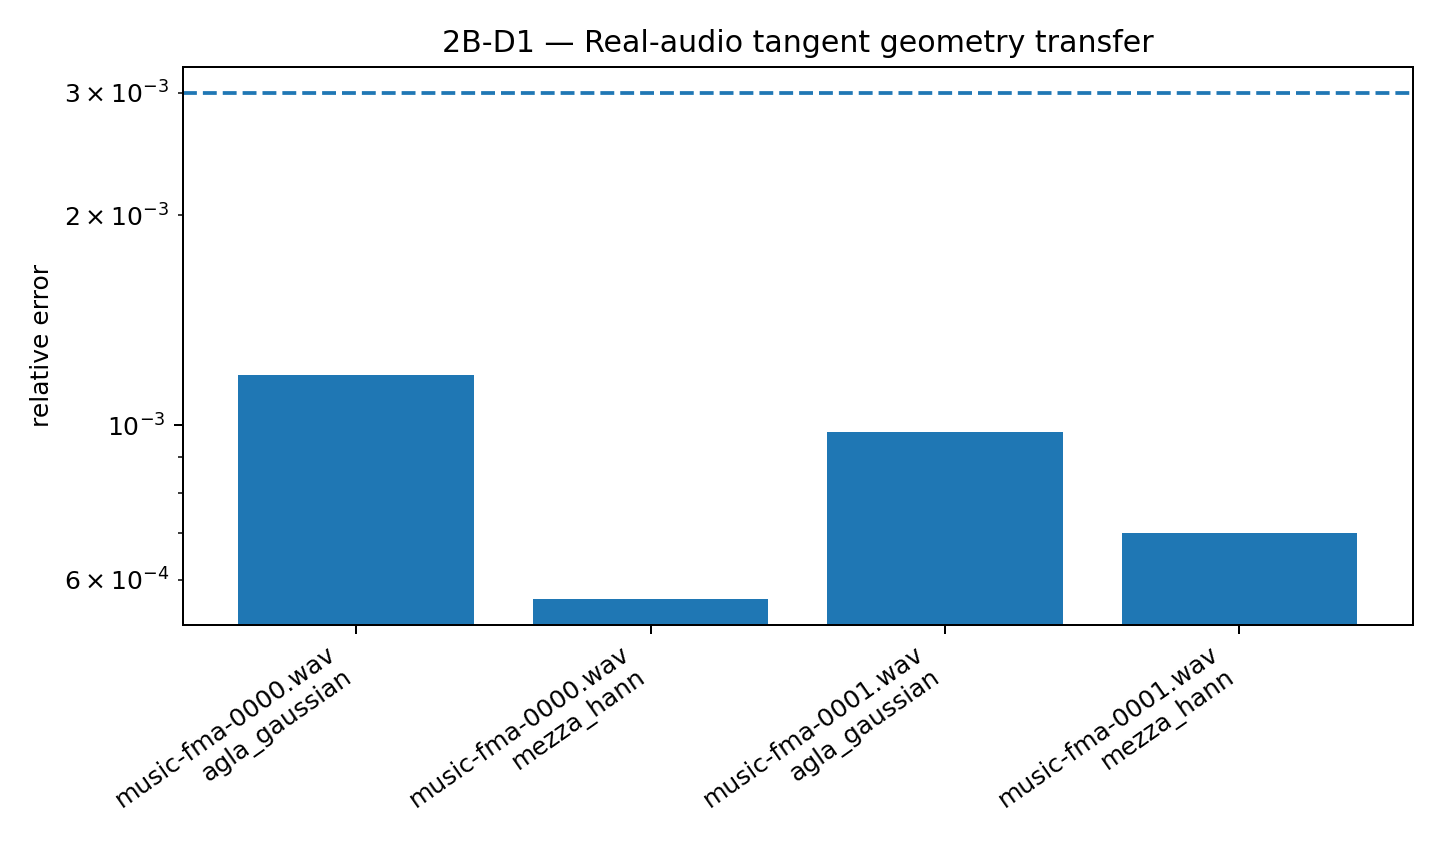 2B-D1 — Real-audio tangent geometry transfer
relative error
3 × 10⁻³
2 × 10⁻³
10⁻³
6 × 10⁻⁴
music-fma-0000.wav
agla_gaussian
music-fma-0000.wav
mezza_hann
music-fma-0001.wav
agla_gaussian
music-fma-0001.wav
mezza_hann